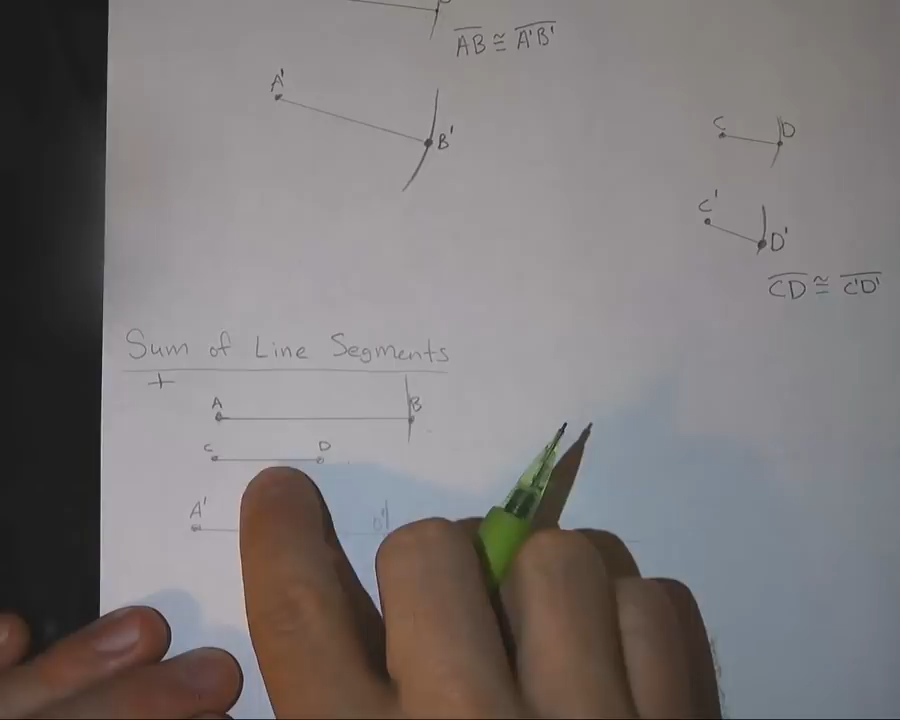 AB ≅ A'B'
A'
B'
C D
C'
D'
CD ≅ C'D'
Sum of Line Segments
+
A B
C D
A'